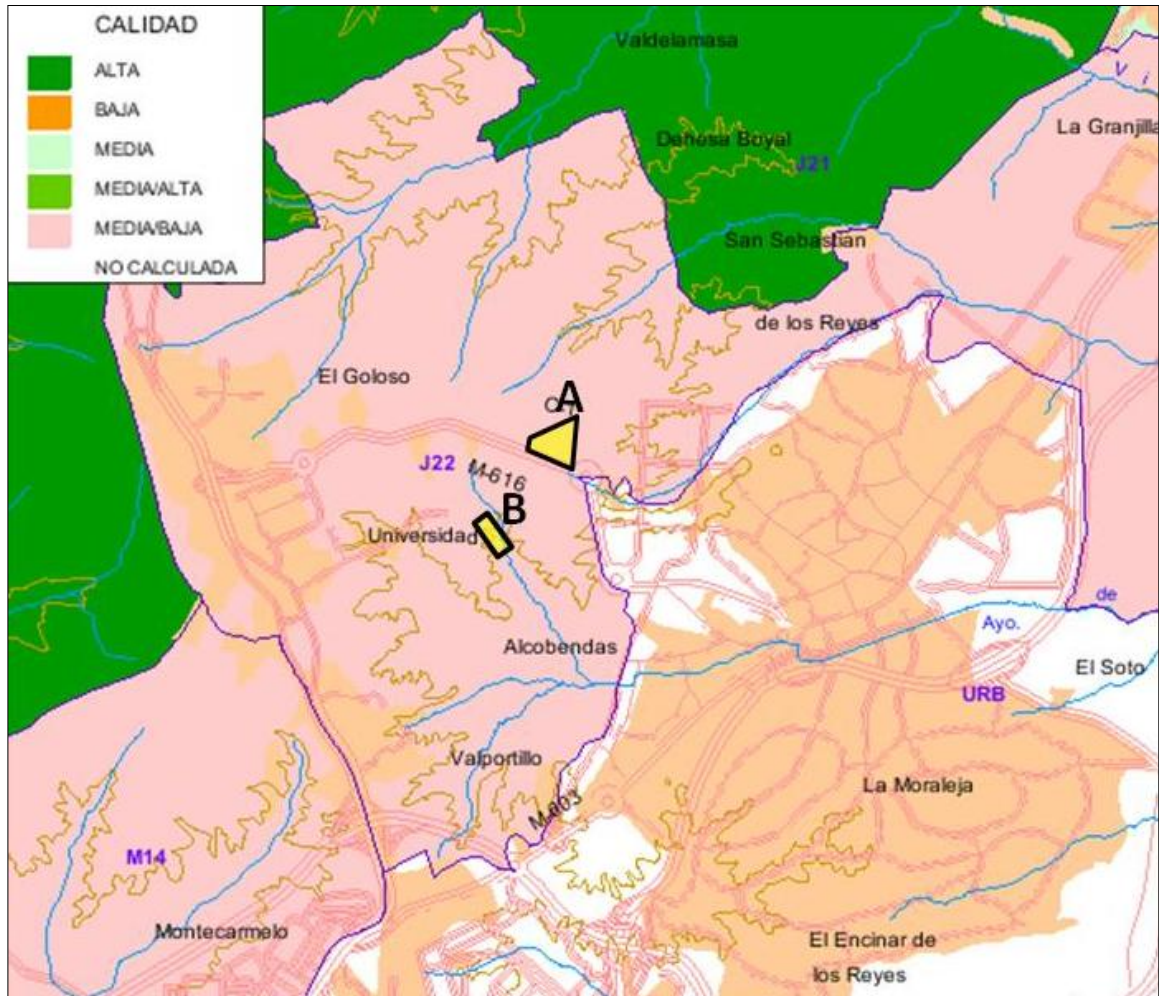 CALIDAD
ALTA
BAJA
MEDIA
MEDIA/ALTA
MEDIA/BAJA
NO CALCULADA
Valdelamasa
V i
La Granjilla
Dehesa Boyal
J21
San Sebastian
de los Reyes
El Goloso
A
J22
M-616
B
Universidad
Alcobendas
de
Ayo.
El Soto
URB
Valportillo
La Moraleja
M-603
M14
Montecarmelo
El Encinar de
los Reyes